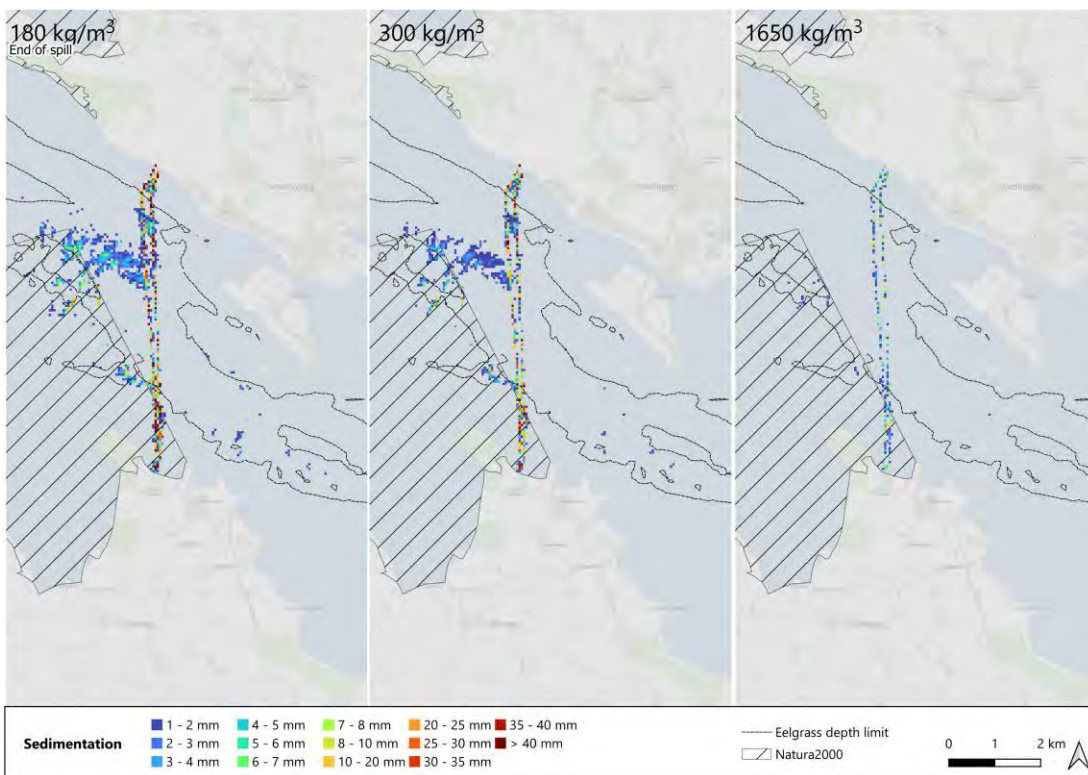 180 kg/m³
End of spill
300 kg/m³
1650 kg/m³
Sedimentation
1 - 2 mm
2 - 3 mm
3 - 4 mm
4 - 5 mm
5 - 6 mm
6 - 7 mm
7 - 8 mm
8 - 10 mm
10 - 20 mm
20 - 25 mm
25 - 30 mm
30 - 35 mm
35 - 40 mm
> 40 mm
Eelgrass depth limit
Natura2000
0 1 2 km